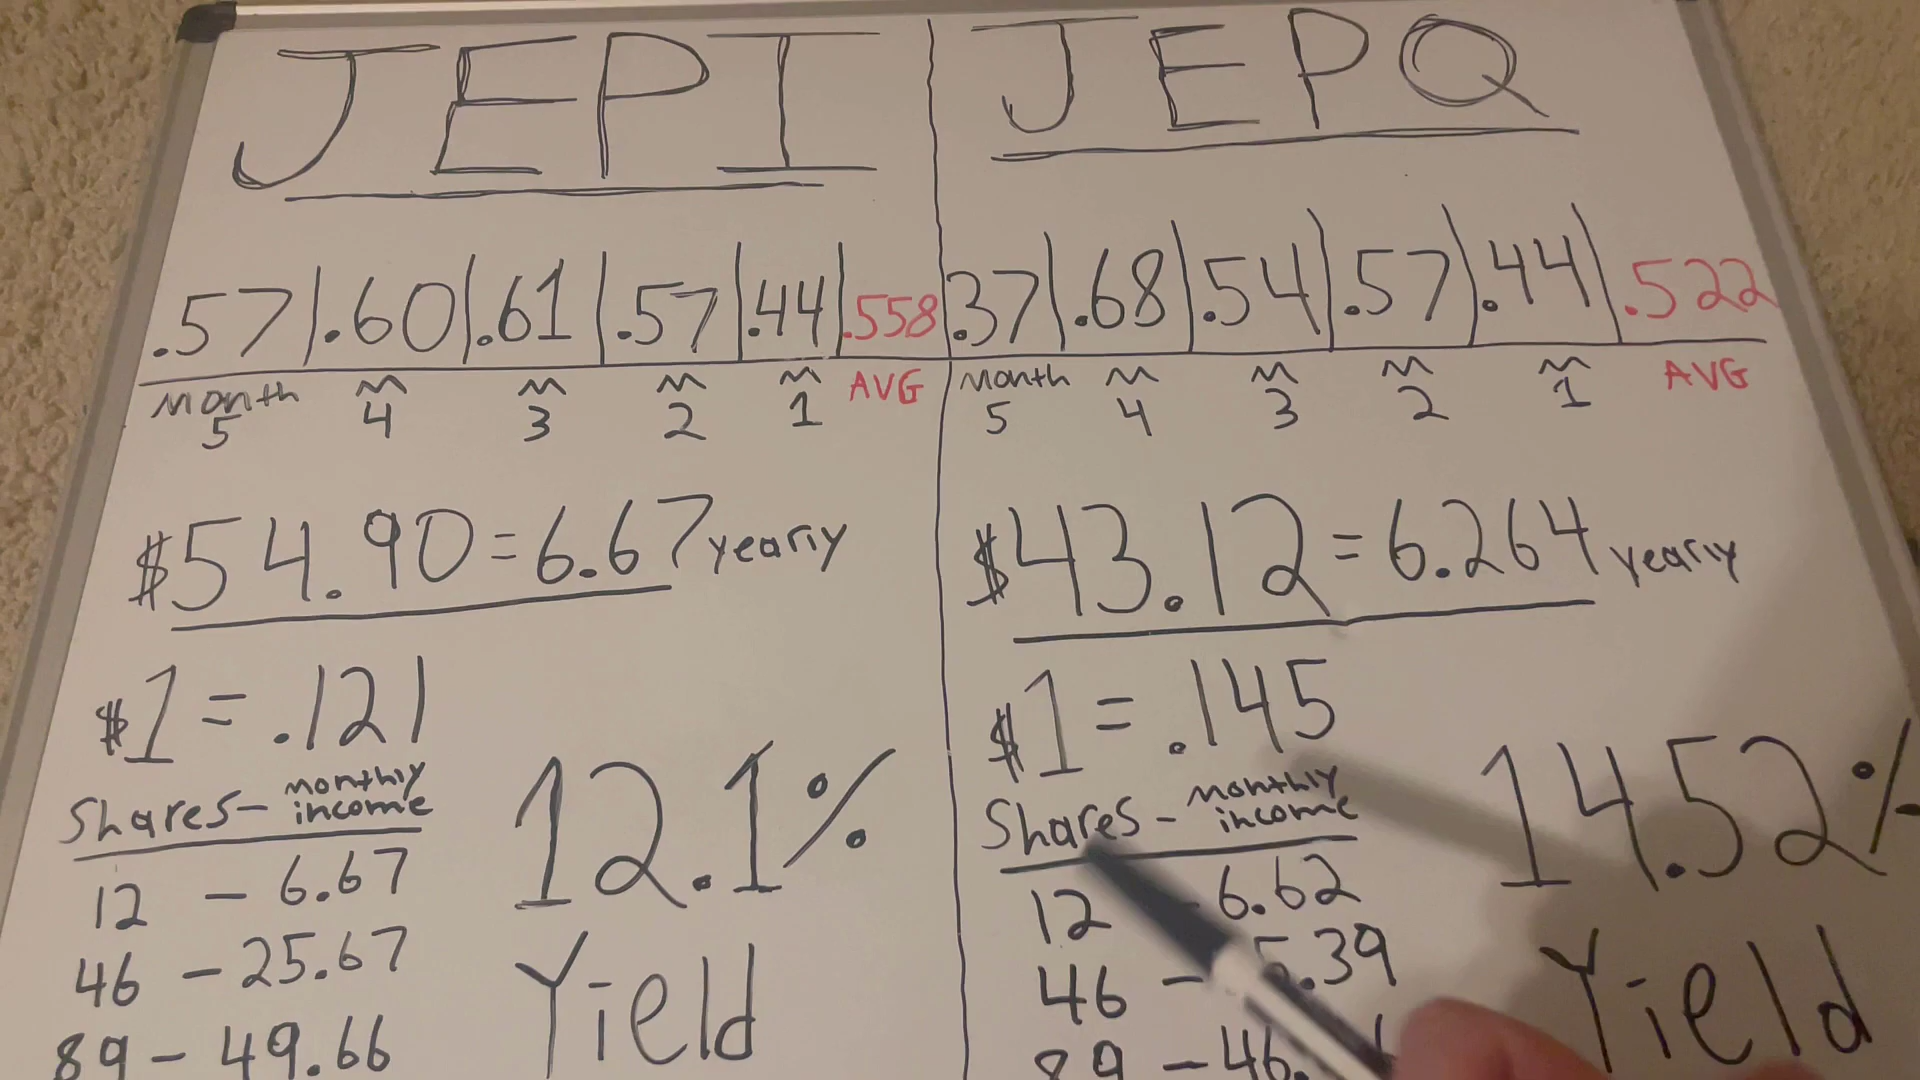 JEPI
.57 .60 .61 .57 .44 .558
Month 5 M 4 M 3 M 2 M 1 AVG
$54.90 = 6.67 yearly
$1 = .121
Shares - monthly income
12 - 6.67
46 - 25.67
89 - 49.66
12.1%
Yield
JEPQ
.37 .68 .54 .57 .44 .522
Month 5 M 4 M 3 M 2 M 1 AVG
$43.12 = 6.264 yearly
$1 = .145
Shares - monthly income
12 - 6.62
46 -
89 - 46.
14.52%
Yield